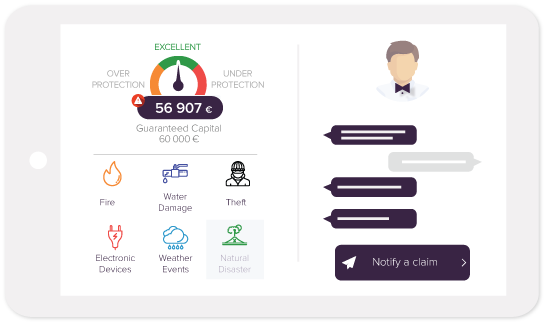 EXCELLENT
OVER
PROTECTION
UNDER
PROTECTION
56 907 €
Guaranteed Capital
60 000 €
Fire
Water
Damage
Theft
Electronic
Devices
Weather
Events
Natural
Disaster
Notify a claim